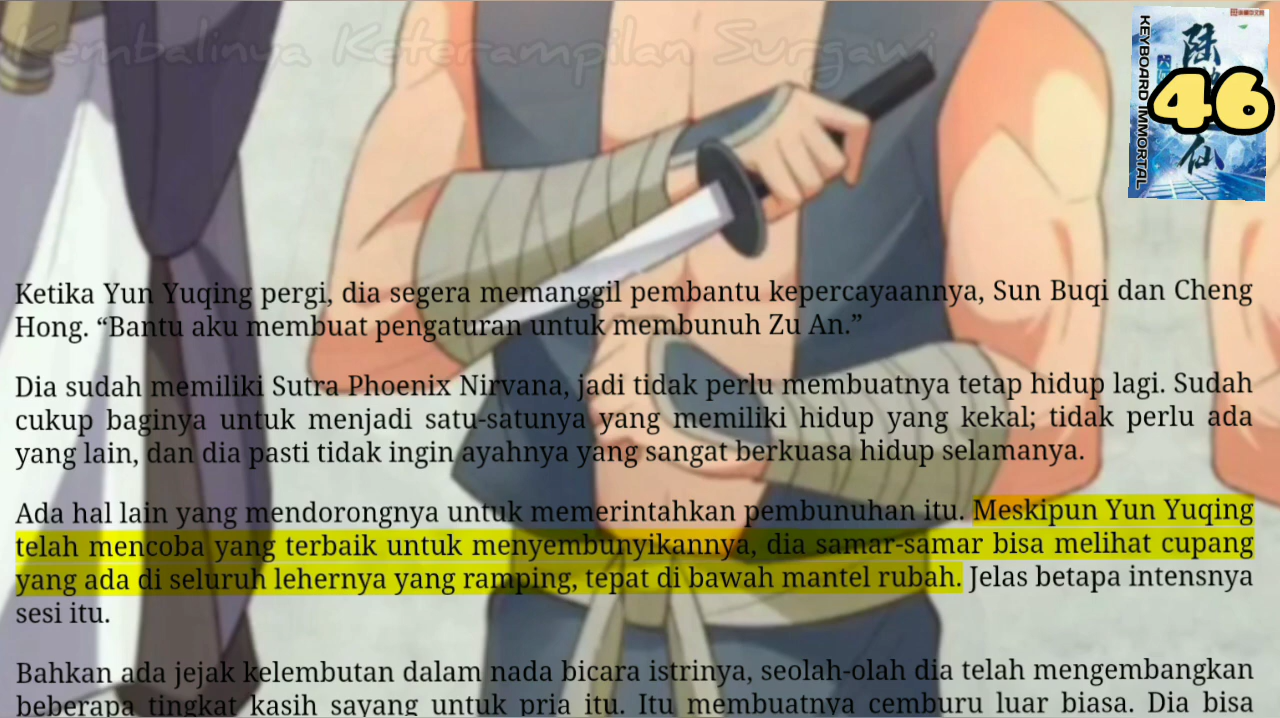 Kembalinya Keterampilan Surgawi
KEYBOARD IMMORTAL
46
Ketika Yun Yuqing pergi, dia segera memanggil pembantu kepercayaannya, Sun Buqi dan Cheng
Hong. “Bantu aku membuat pengaturan untuk membunuh Zu An.”
Dia sudah memiliki Sutra Phoenix Nirvana, jadi tidak perlu membuatnya tetap hidup lagi. Sudah
cukup baginya untuk menjadi satu-satunya yang memiliki hidup yang kekal; tidak perlu ada
yang lain, dan dia pasti tidak ingin ayahnya yang sangat berkuasa hidup selamanya.
Ada hal lain yang mendorongnya untuk memerintahkan pembunuhan itu. Meskipun Yun Yuqing
telah mencoba yang terbaik untuk menyembunyikannya, dia samar-samar bisa melihat cupang
yang ada di seluruh lehernya yang ramping, tepat di bawah mantel rubah. Jelas betapa intensnya
sesi itu.
Bahkan ada jejak kelembutan dalam nada bicara istrinya, seolah-olah dia telah mengembangkan
beberapa tingkat kasih sayang untuk pria itu. Itu membuatnya cemburu luar biasa. Dia bisa